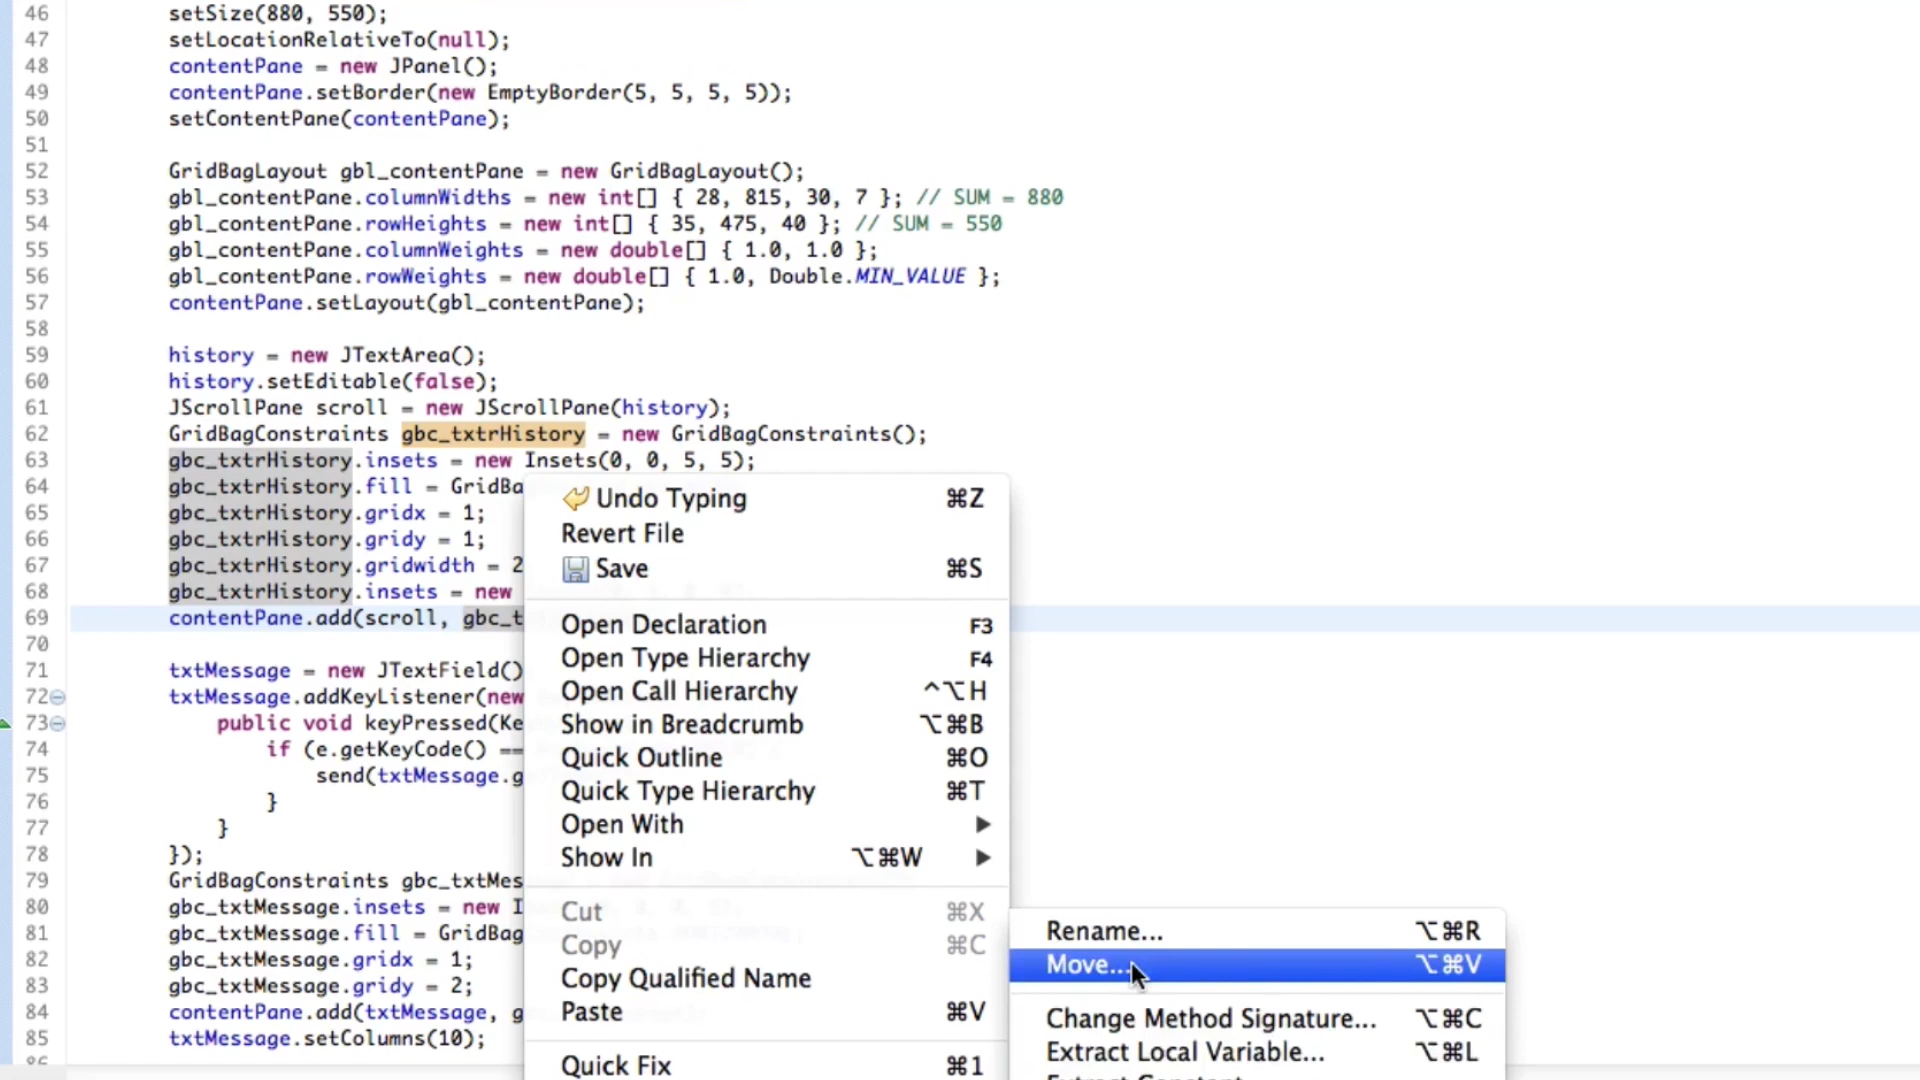 46 setSize(880, 550);
47 setLocationRelativeTo(null);
48 contentPane = new JPanel();
49 contentPane.setBorder(new EmptyBorder(5, 5, 5, 5));
50 setContentPane(contentPane);
51
52 GridBagLayout gbl_contentPane = new GridBagLayout();
53 gbl_contentPane.columnWidths = new int[] { 28, 815, 30, 7 }; // SUM = 880
54 gbl_contentPane.rowHeights = new int[] { 35, 475, 40 }; // SUM = 550
55 gbl_contentPane.columnWeights = new double[] { 1.0, 1.0 };
56 gbl_contentPane.rowWeights = new double[] { 1.0, Double.MIN_VALUE };
57 contentPane.setLayout(gbl_contentPane);
58
59 history = new JTextArea();
60 history.setEditable(false);
61 JScrollPane scroll = new JScrollPane(history);
62 GridBagConstraints gbc_txtrHistory = new GridBagConstraints();
63 gbc_txtrHistory.insets = new Insets(0, 0, 5, 5);
64 gbc_txtrHistory.fill = GridBa
65 gbc_txtrHistory.gridx = 1;
66 gbc_txtrHistory.gridy = 1;
67 gbc_txtrHistory.gridwidth = 2
68 gbc_txtrHistory.insets = new
69 contentPane.add(scroll, gbc_t
70
71 txtMessage = new JTextField()
72 txtMessage.addKeyListener(new
73 public void keyPressed(Ke
74 if (e.getKeyCode() ==
75 send(txtMessage.g
76 }
77 }
78 });
79 GridBagConstraints gbc_txtMes
80 gbc_txtMessage.insets = new I
81 gbc_txtMessage.fill = GridBag
82 gbc_txtMessage.gridx = 1;
83 gbc_txtMessage.gridy = 2;
84 contentPane.add(txtMessage, g
85 txtMessage.setColumns(10);
86
Undo Typing ⌘Z
Revert File
Save ⌘S
Open Declaration F3
Open Type Hierarchy F4
Open Call Hierarchy ^⌥H
Show in Breadcrumb ⌥⌘B
Quick Outline ⌘O
Quick Type Hierarchy ⌘T
Open With
Show In ⌥⌘W
Cut ⌘X
Copy ⌘C
Copy Qualified Name
Paste ⌘V
Quick Fix ⌘1
Rename... ⌥⌘R
Move... ⌥⌘V
Change Method Signature... ⌥⌘C
Extract Local Variable... ⌥⌘L